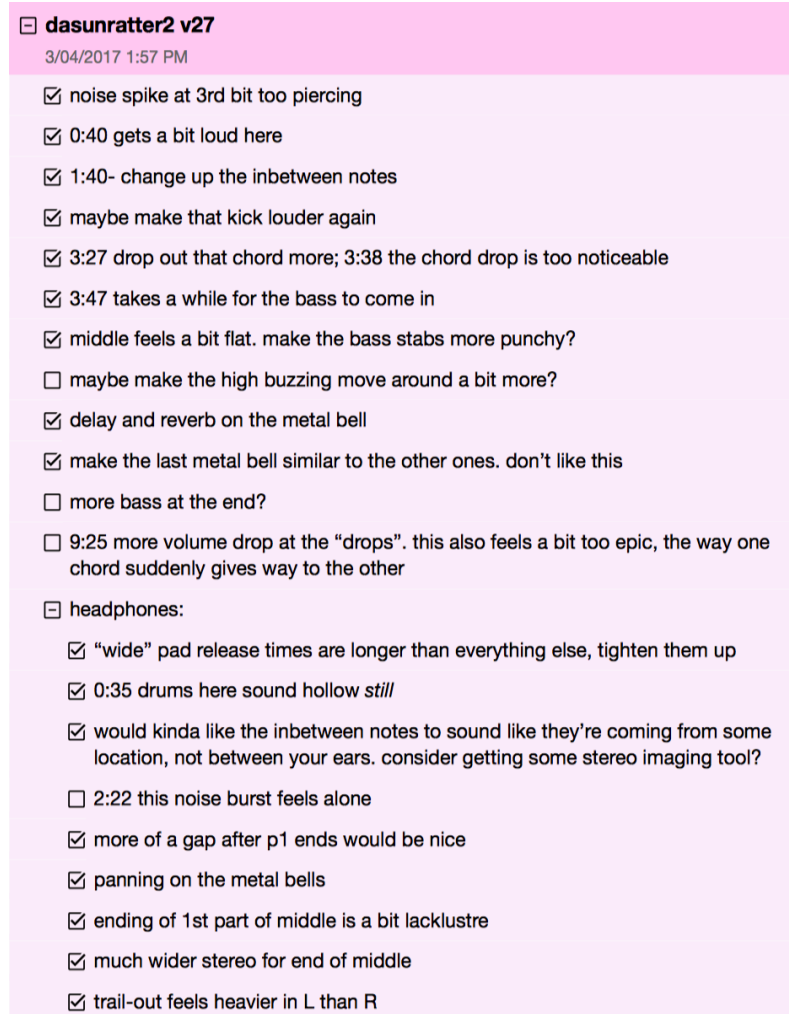 dasunratter2 v27
3/04/2017 1:57 PM
noise spike at 3rd bit too piercing
0:40 gets a bit loud here
1:40- change up the inbetween notes
maybe make that kick louder again
3:27 drop out that chord more; 3:38 the chord drop is too noticeable
3:47 takes a while for the bass to come in
middle feels a bit flat. make the bass stabs more punchy?
maybe make the high buzzing move around a bit more?
delay and reverb on the metal bell
make the last metal bell similar to the other ones. don’t like this
more bass at the end?
9:25 more volume drop at the “drops”. this also feels a bit too epic, the way one
chord suddenly gives way to the other
headphones:
“wide” pad release times are longer than everything else, tighten them up
0:35 drums here sound hollow still
would kinda like the inbetween notes to sound like they’re coming from some
location, not between your ears. consider getting some stereo imaging tool?
2:22 this noise burst feels alone
more of a gap after p1 ends would be nice
panning on the metal bells
ending of 1st part of middle is a bit lacklustre
much wider stereo for end of middle
trail-out feels heavier in L than R